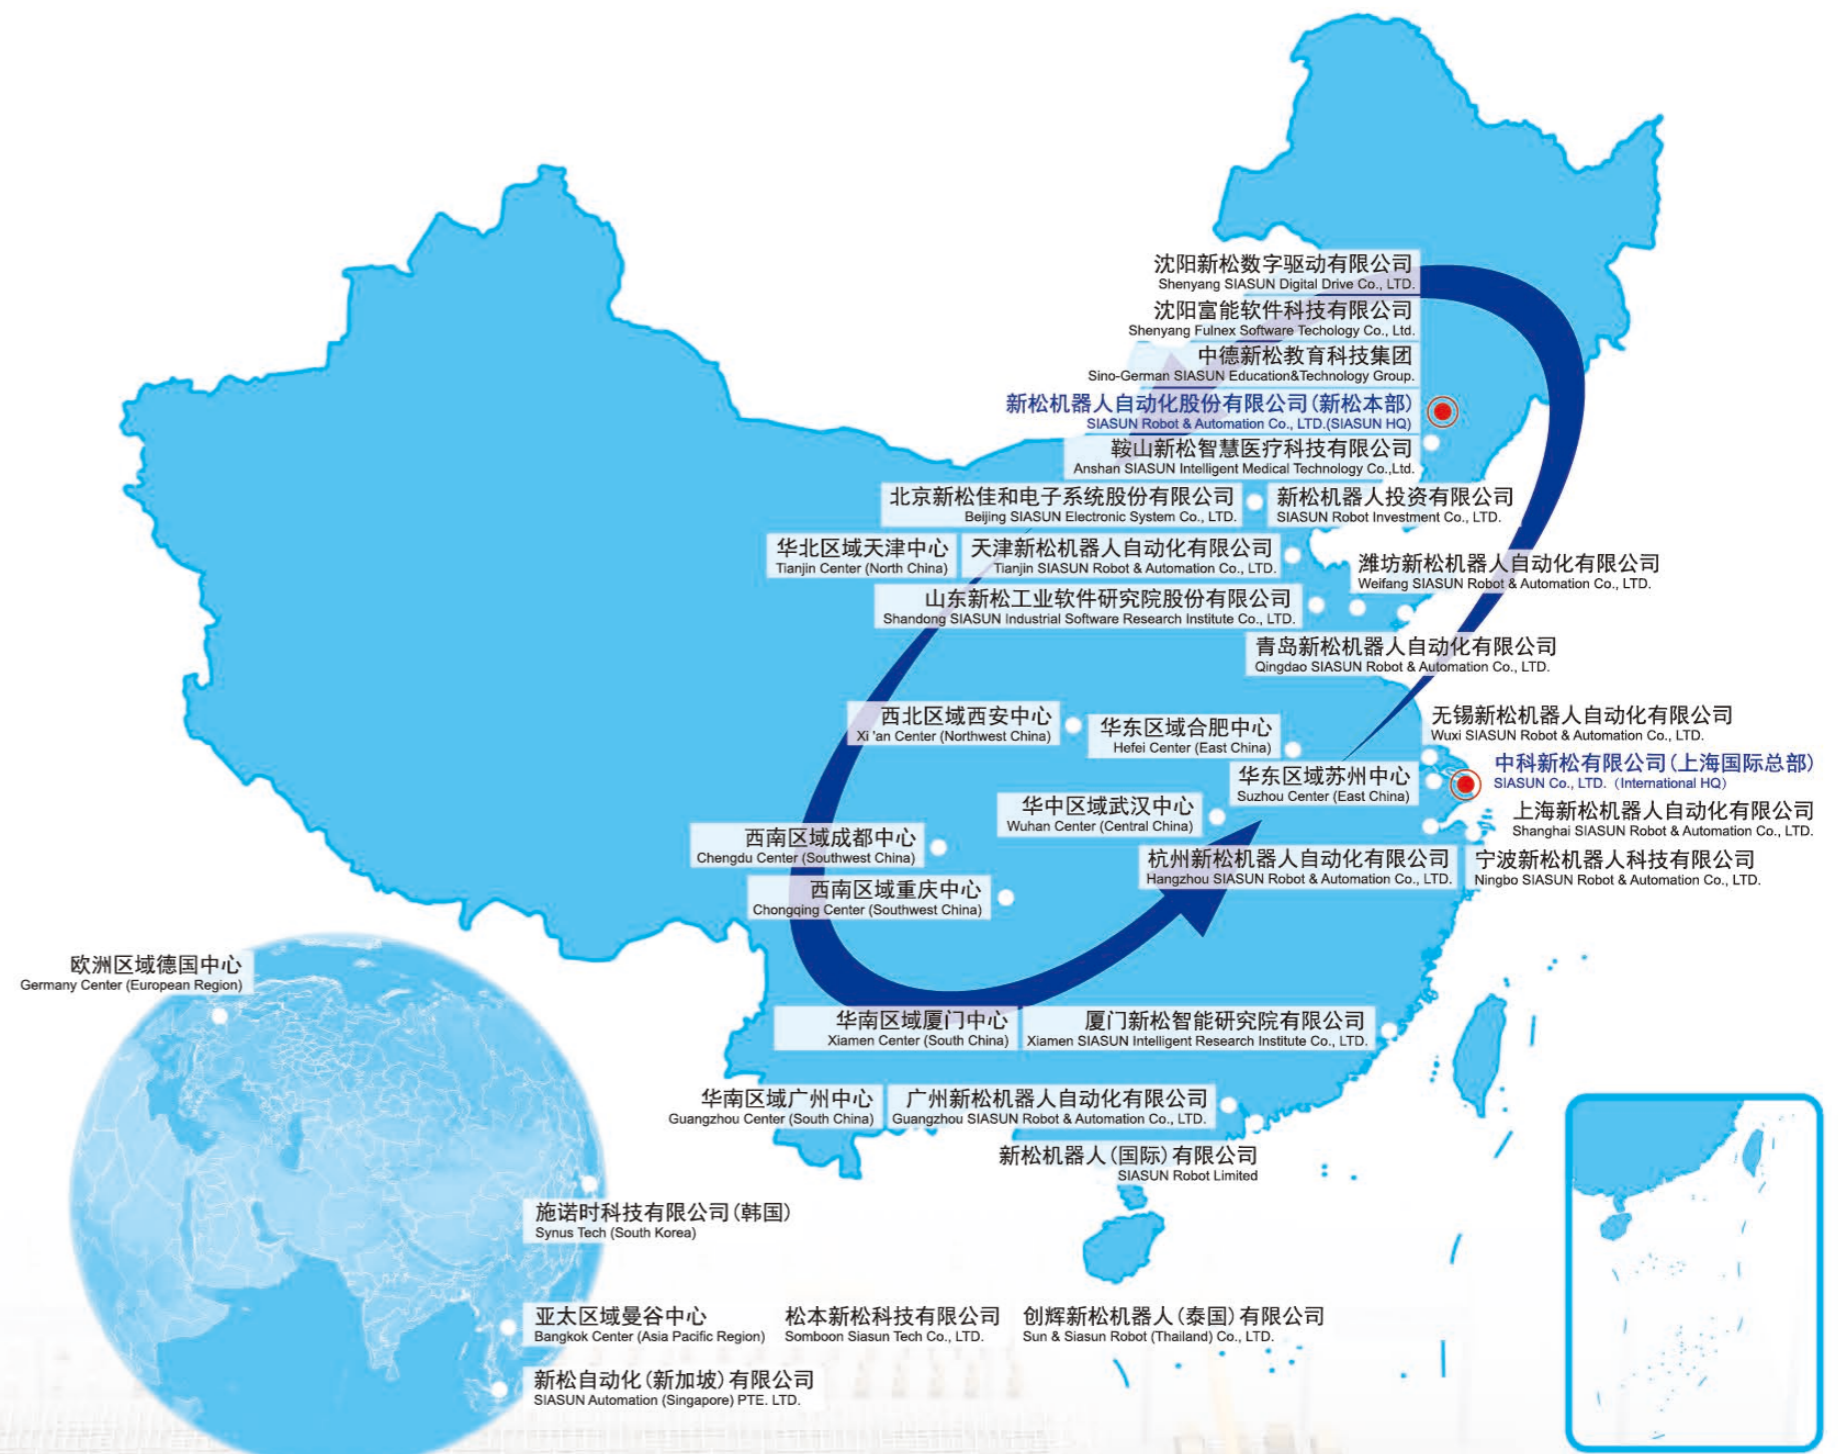 沈阳新松数字驱动有限公司
Shenyang SIASUN Digital Drive Co., LTD.
沈阳富能软件科技有限公司
Shenyang Fulnex Software Techology Co., Ltd.
中德新松教育科技集团
Sino-German SIASUN Education&Technology Group.
新松机器人自动化股份有限公司(新松本部)
SIASUN Robot & Automation Co., LTD.(SIASUN HQ)
鞍山新松智慧医疗科技有限公司
Anshan SIASUN Intelligent Medical Technology Co.,Ltd.
北京新松佳和电子系统股份有限公司
Beijing SIASUN Electronic System Co., LTD.
新松机器人投资有限公司
SIASUN Robot Investment Co., LTD.
华北区域天津中心
Tianjin Center (North China)
天津新松机器人自动化有限公司
Tianjin SIASUN Robot & Automation Co., LTD.
潍坊新松机器人自动化有限公司
Weifang SIASUN Robot & Automation Co., LTD.
山东新松工业软件研究院股份有限公司
Shandong SIASUN Industrial Software Research Institute Co., LTD.
青岛新松机器人自动化有限公司
Qingdao SIASUN Robot & Automation Co., LTD.
西北区域西安中心
Xi 'an Center (Northwest China)
华东区域合肥中心
Hefei Center (East China)
无锡新松机器人自动化有限公司
Wuxi SIASUN Robot & Automation Co., LTD.
华东区域苏州中心
Suzhou Center (East China)
中科新松有限公司(上海国际总部)
SIASUN Co., LTD. (International HQ)
华中区域武汉中心
Wuhan Center (Central China)
上海新松机器人自动化有限公司
Shanghai SIASUN Robot & Automation Co., LTD.
西南区域成都中心
Chengdu Center (Southwest China)
杭州新松机器人自动化有限公司
Hangzhou SIASUN Robot & Automation Co., LTD.
宁波新松机器人科技有限公司
Ningbo SIASUN Robot & Automation Co., LTD.
西南区域重庆中心
Chongqing Center (Southwest China)
欧洲区域德国中心
Germany Center (European Region)
华南区域厦门中心
Xiamen Center (South China)
厦门新松智能研究院有限公司
Xiamen SIASUN Intelligent Research Institute Co., LTD.
华南区域广州中心
Guangzhou Center (South China)
广州新松机器人自动化有限公司
Guangzhou SIASUN Robot & Automation Co., LTD.
新松机器人(国际)有限公司
SIASUN Robot Limited
施诺时科技有限公司(韩国)
Synus Tech (South Korea)
亚太区域曼谷中心
Bangkok Center (Asia Pacific Region)
松本新松科技有限公司
Somboon Siasun Tech Co., LTD.
创辉新松机器人(泰国)有限公司
Sun & Siasun Robot (Thailand) Co., LTD.
新松自动化(新加坡)有限公司
SIASUN Automation (Singapore) PTE. LTD.